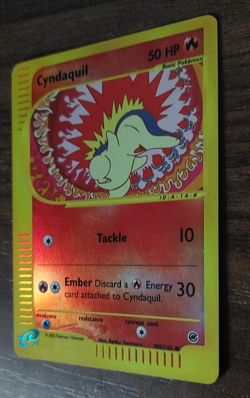 Cyndaquil 50 HP
Basic Pokémon
Tackle 10
Ember Discard a Energy 30
card attached to Cyndaquil.
weakness resistance retreat cost